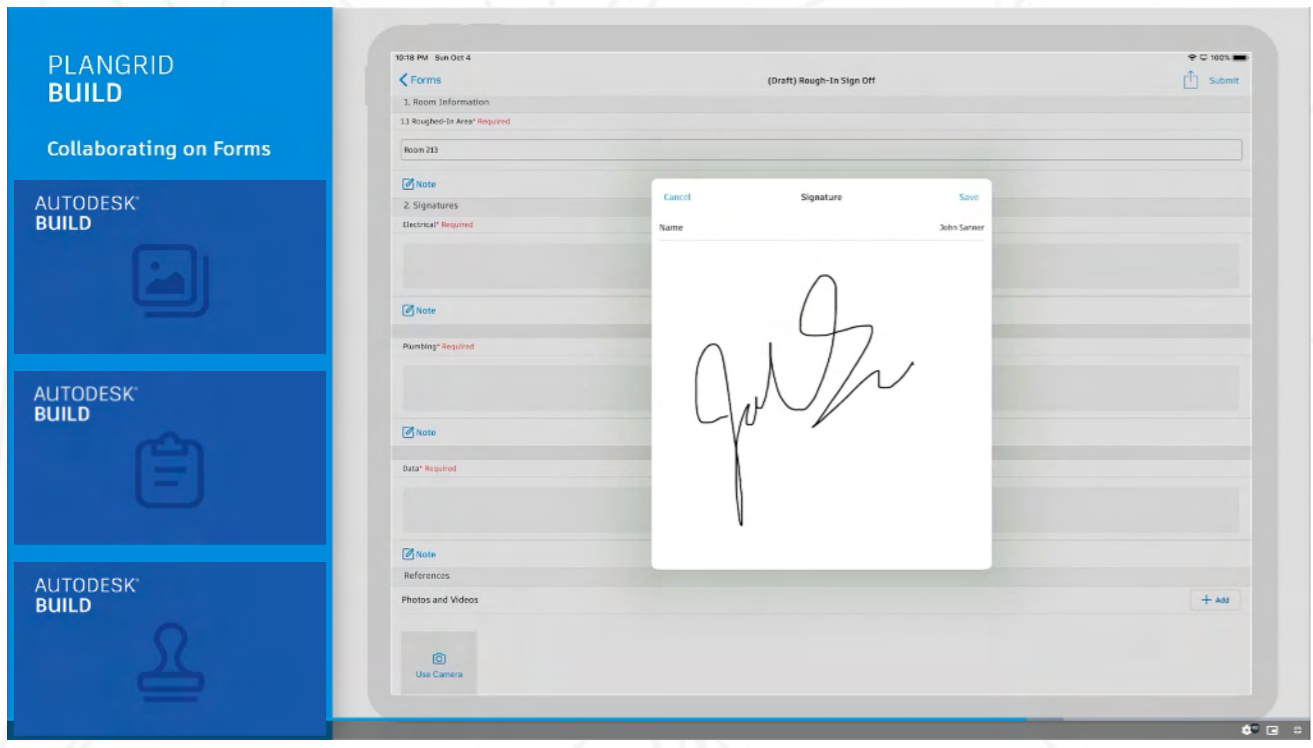 PLANGRID
BUILD
Collaborating on Forms
AUTODESK®
BUILD
AUTODESK®
BUILD
AUTODESK®
BUILD
10:18 PM Sun Oct 4
100%
Forms
(Draft) Rough-In Sign Off
Submit
1. Room Information
1.1 Roughed-In Area* Required
Room 213
Note
2. Signatures
Electrical* Required
Note
Plumbing* Required
Note
Data* Required
Note
References
Photos and Videos
+ Add
Use Camera
Cancel
Signature
Save
Name
John Sanner